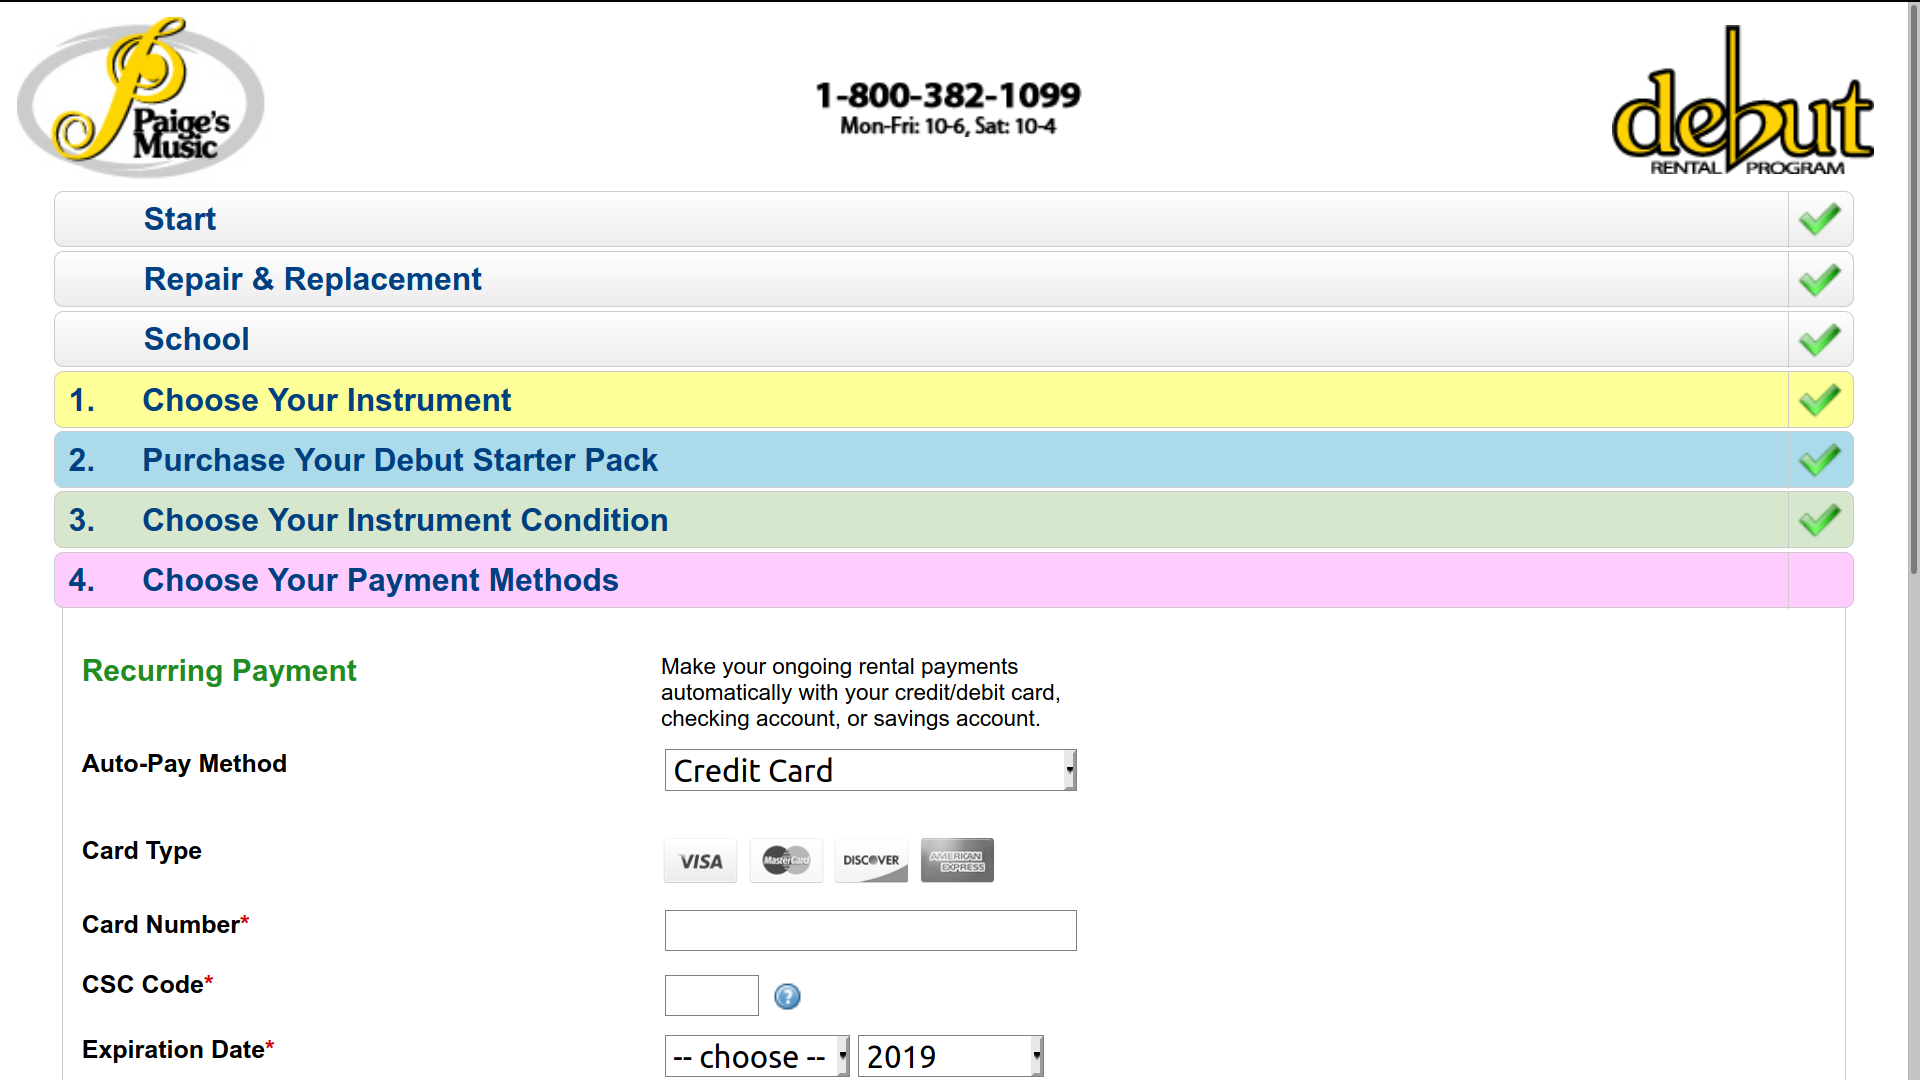 Paige's
Music
1-800-382-1099
Mon-Fri: 10-6, Sat: 10-4
debut
RENTAL PROGRAM
Start
Repair & Replacement
School
1. Choose Your Instrument
2. Purchase Your Debut Starter Pack
3. Choose Your Instrument Condition
4. Choose Your Payment Methods
Recurring Payment
Make your ongoing rental payments
automatically with your credit/debit card,
checking account, or savings account.
Auto-Pay Method
Credit Card
Card Type
VISA MasterCard DISCOVER AMERICAN EXPRESS
Card Number*
CSC Code*
?
Expiration Date*
-- choose -- 2019